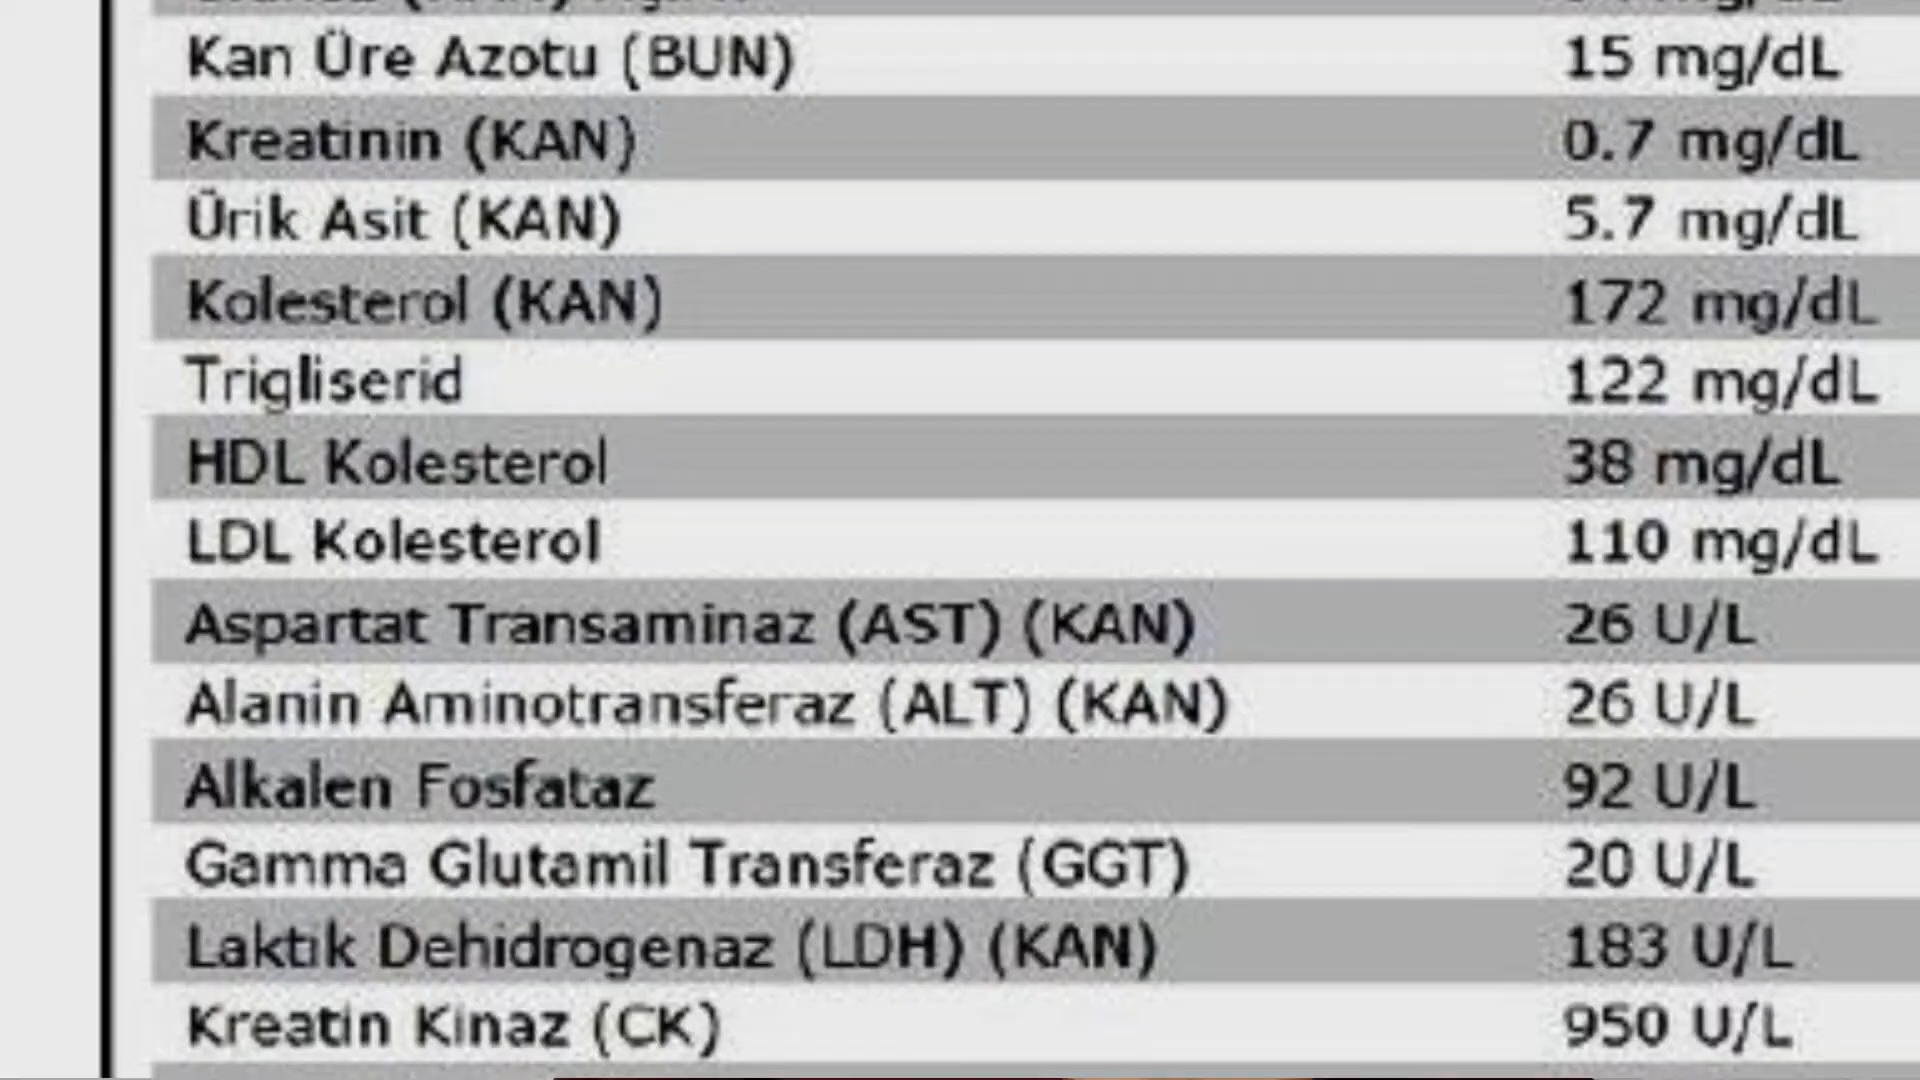 Kan Üre Azotu (BUN) 15 mg/dL
Kreatinin (KAN) 0.7 mg/dL
Ürik Asit (KAN) 5.7 mg/dL
Kolesterol (KAN) 172 mg/dL
Trigliserid 122 mg/dL
HDL Kolesterol 38 mg/dL
LDL Kolesterol 110 mg/dL
Aspartat Transaminaz (AST) (KAN) 26 U/L
Alanin Aminotransferaz (ALT) (KAN) 26 U/L
Alkalen Fosfataz 92 U/L
Gamma Glutamil Transferaz (GGT) 20 U/L
Laktik Dehidrogenaz (LDH) (KAN) 183 U/L
Kreatin Kinaz (CK) 950 U/L